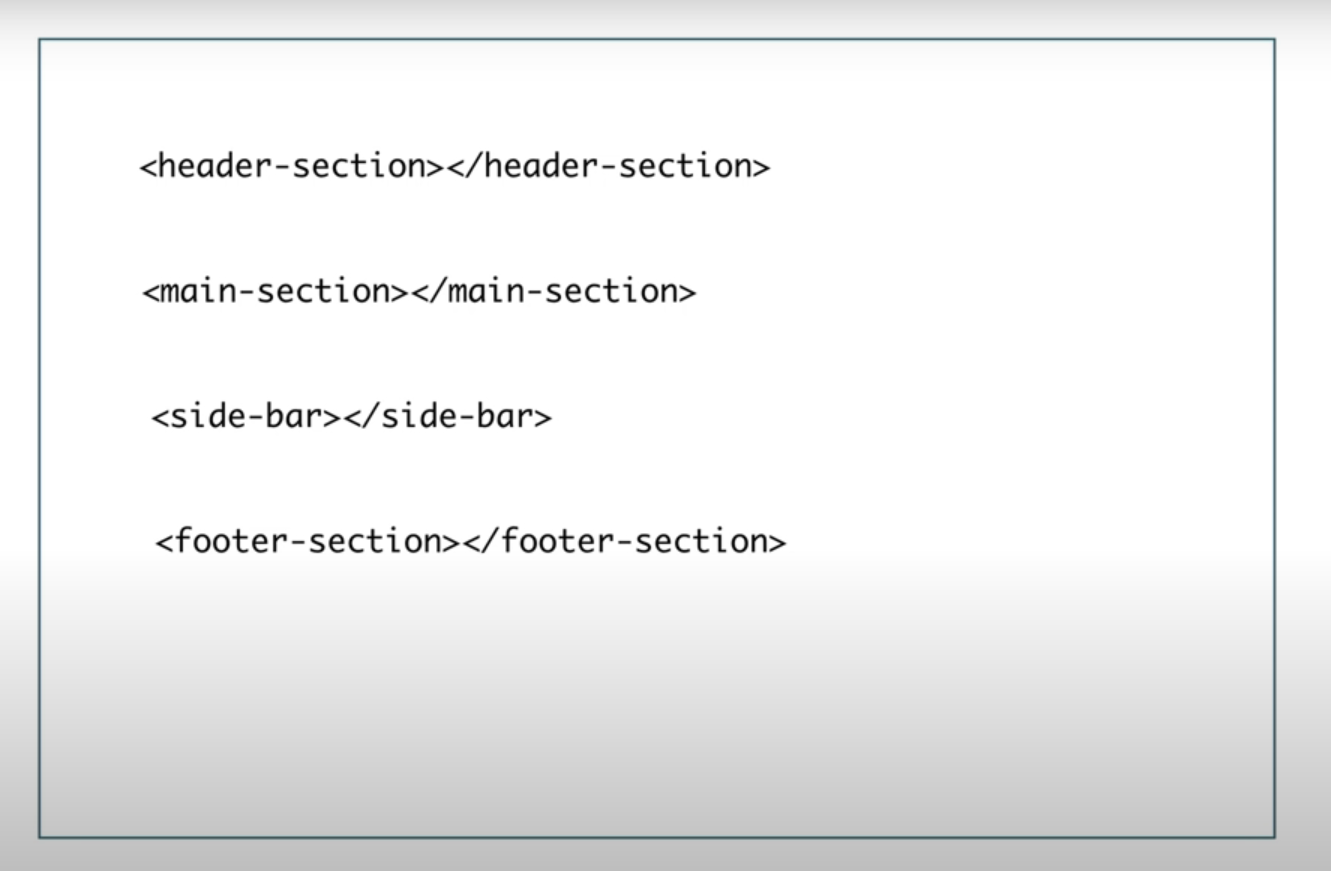 <header-section></header-section>
<main-section></main-section>
<side-bar></side-bar>
<footer-section></footer-section>